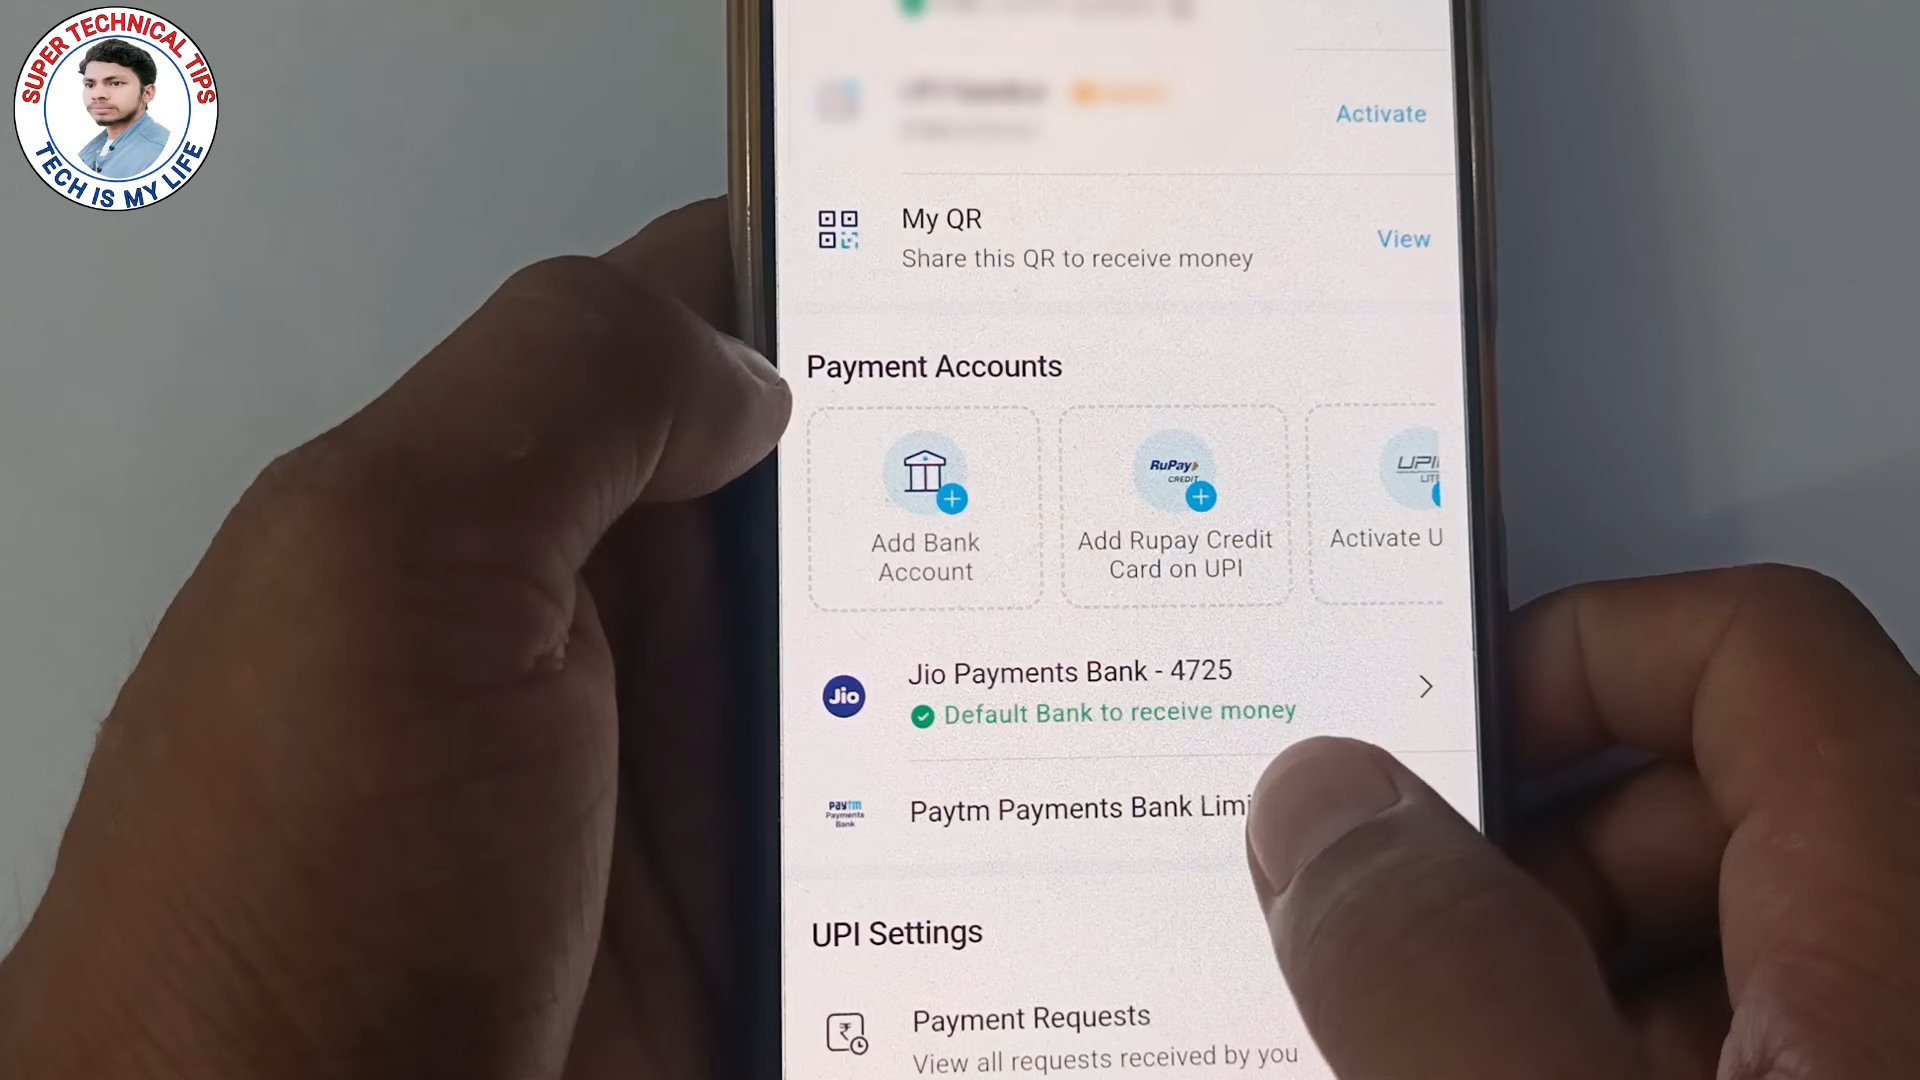 SUPER TECHNICAL TIPS
TECH IS MY LIFE
Activate
My QR
Share this QR to receive money
View
Payment Accounts
RuPay
CREDIT
UPI
LIT
Add Bank
Account
Add Rupay Credit
Card on UPI
Activate U
Jio
Jio Payments Bank - 4725
Default Bank to receive money
Paytm
Payments
Bank
Paytm Payments Bank Limi
UPI Settings
Payment Requests
View all requests received by you